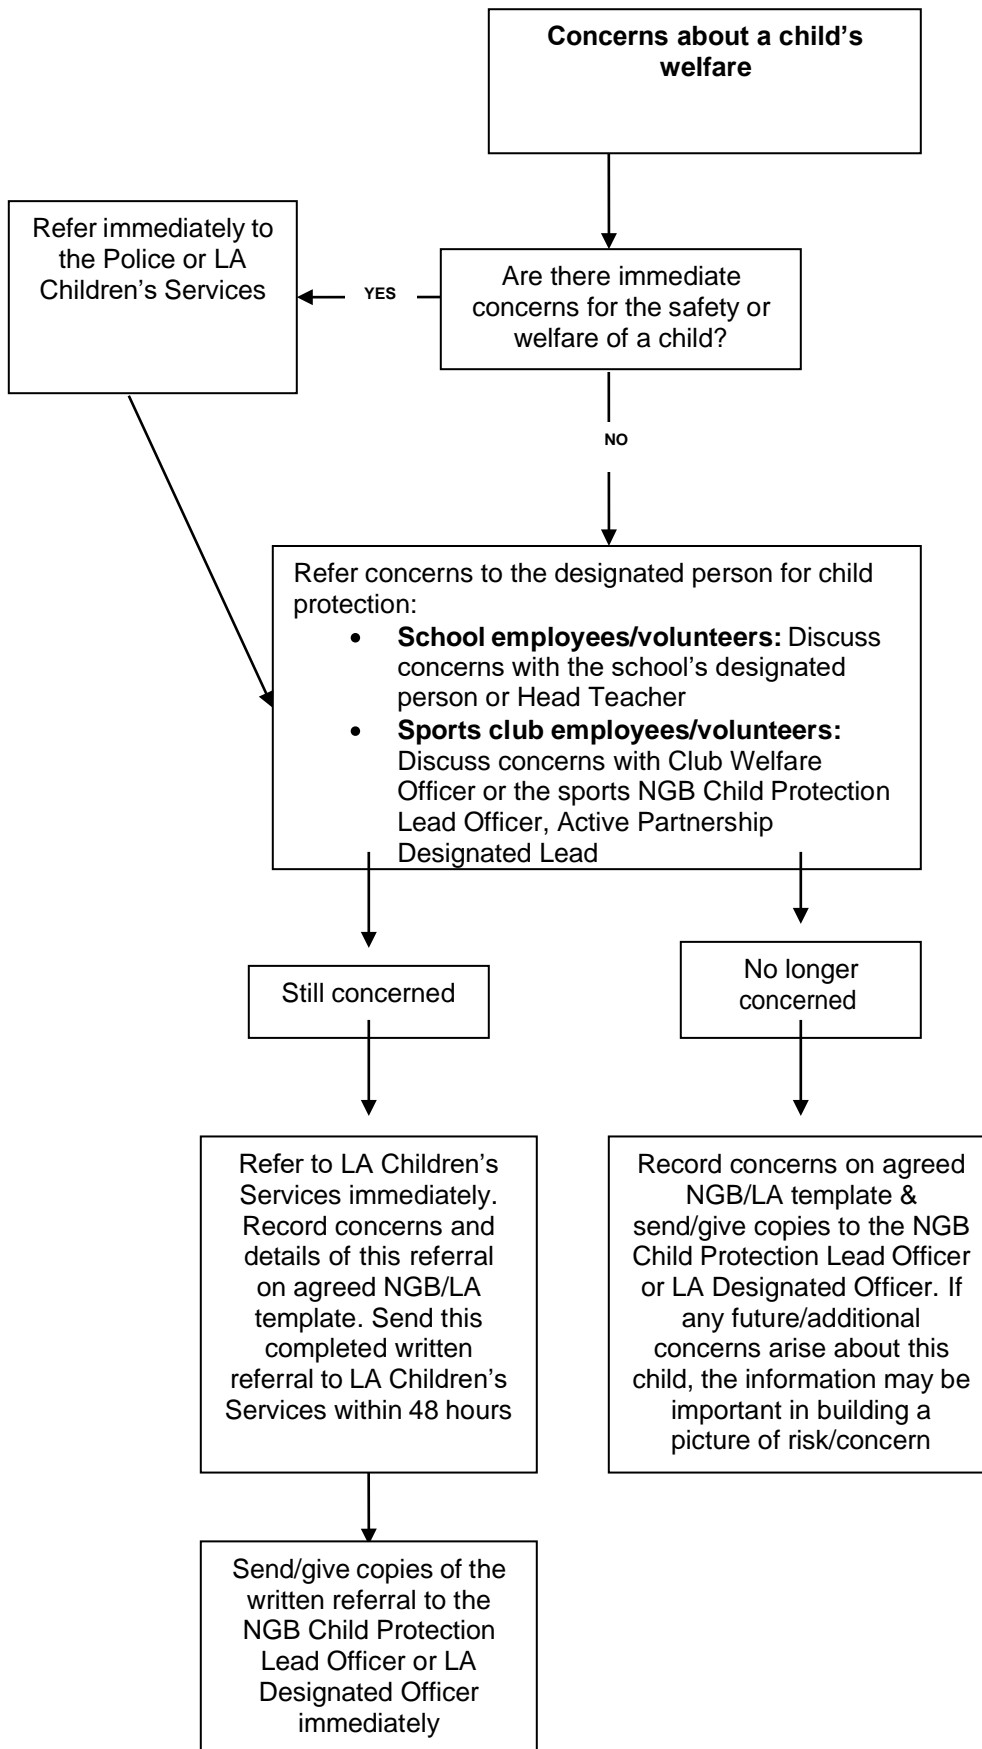 Concerns about a child’s
welfare
Refer immediately to
the Police or LA
Children’s Services
YES
Are there immediate
concerns for the safety or
welfare of a child?
NO
Refer concerns to the designated person for child
protection:
• School employees/volunteers: Discuss
concerns with the school’s designated
person or Head Teacher
• Sports club employees/volunteers:
Discuss concerns with Club Welfare
Officer or the sports NGB Child Protection
Lead Officer, Active Partnership
Designated Lead
Still concerned
No longer
concerned
Refer to LA Children’s
Services immediately.
Record concerns and
details of this referral
on agreed NGB/LA
template. Send this
completed written
referral to LA Children’s
Services within 48 hours
Record concerns on agreed
NGB/LA template &
send/give copies to the NGB
Child Protection Lead Officer
or LA Designated Officer. If
any future/additional
concerns arise about this
child, the information may be
important in building a
picture of risk/concern
Send/give copies of the
written referral to the
NGB Child Protection
Lead Officer or LA
Designated Officer
immediately